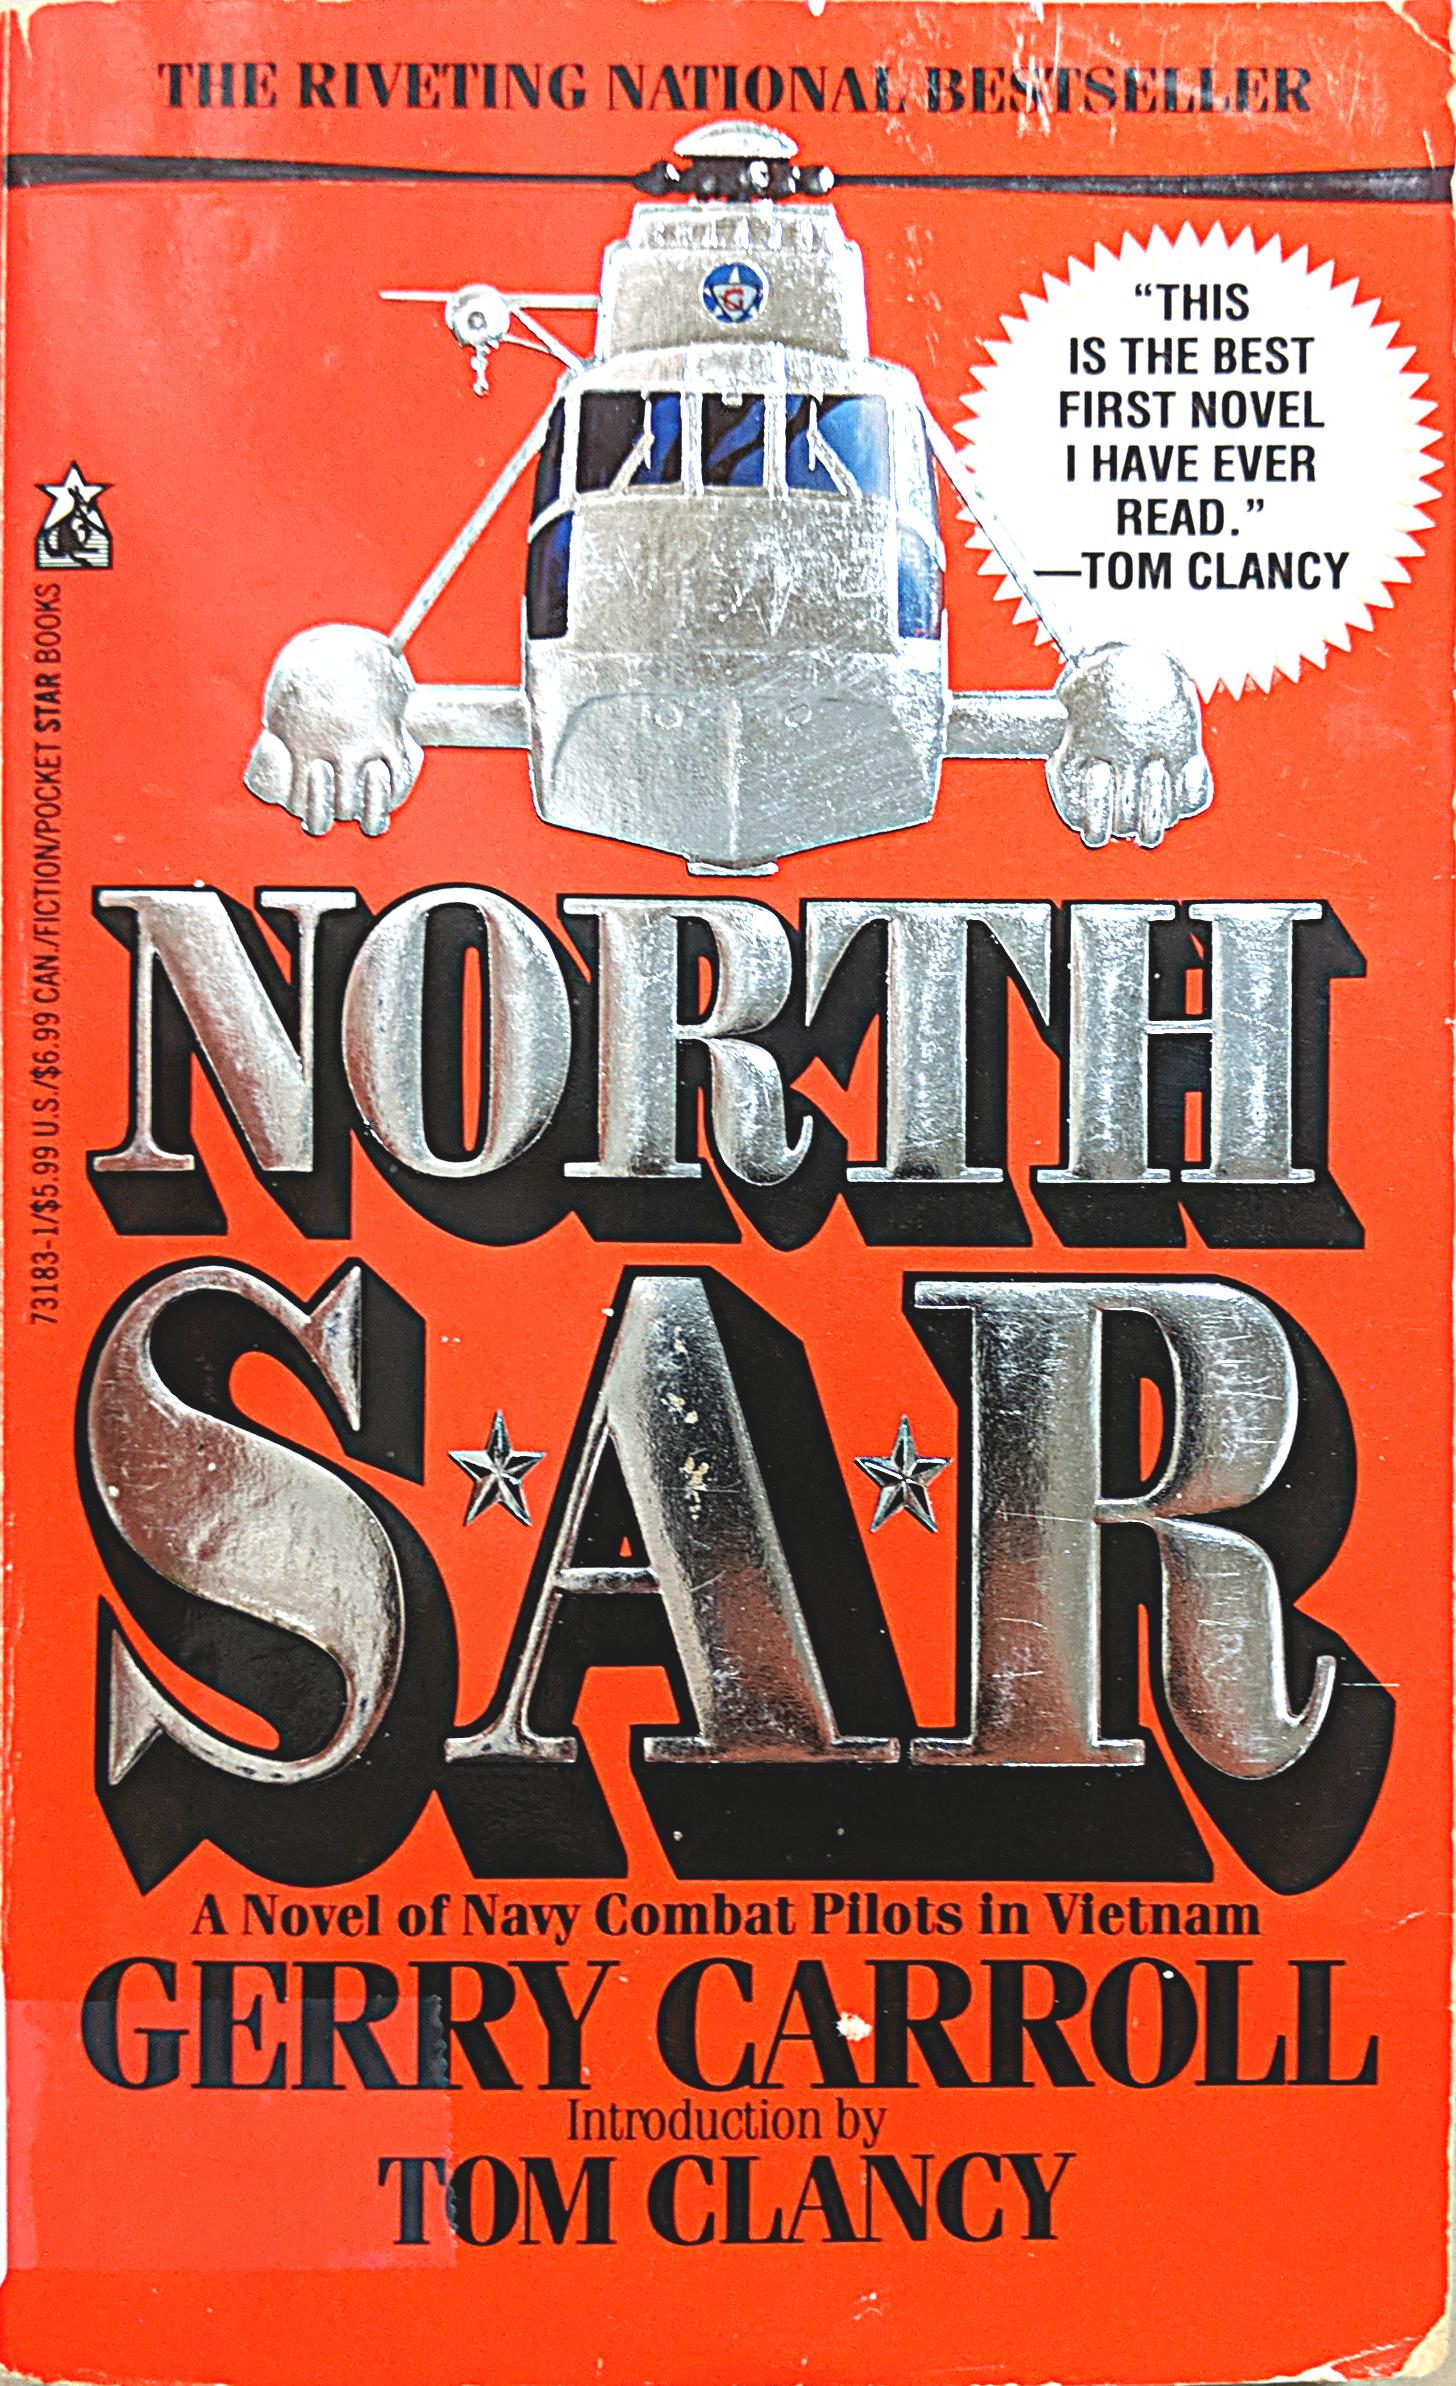 THE RIVETING NATIONAL BESTSELLER
"THIS
IS THE BEST
FIRST NOVEL
I HAVE EVER
READ."
—TOM CLANCY
73183-1/$5.99 U.S./$6.99 CAN./FICTION/POCKET STAR BOOKS
NORTH
S★A★R
A Novel of Navy Combat Pilots in Vietnam
GERRY CARROLL
Introduction by
TOM CLANCY